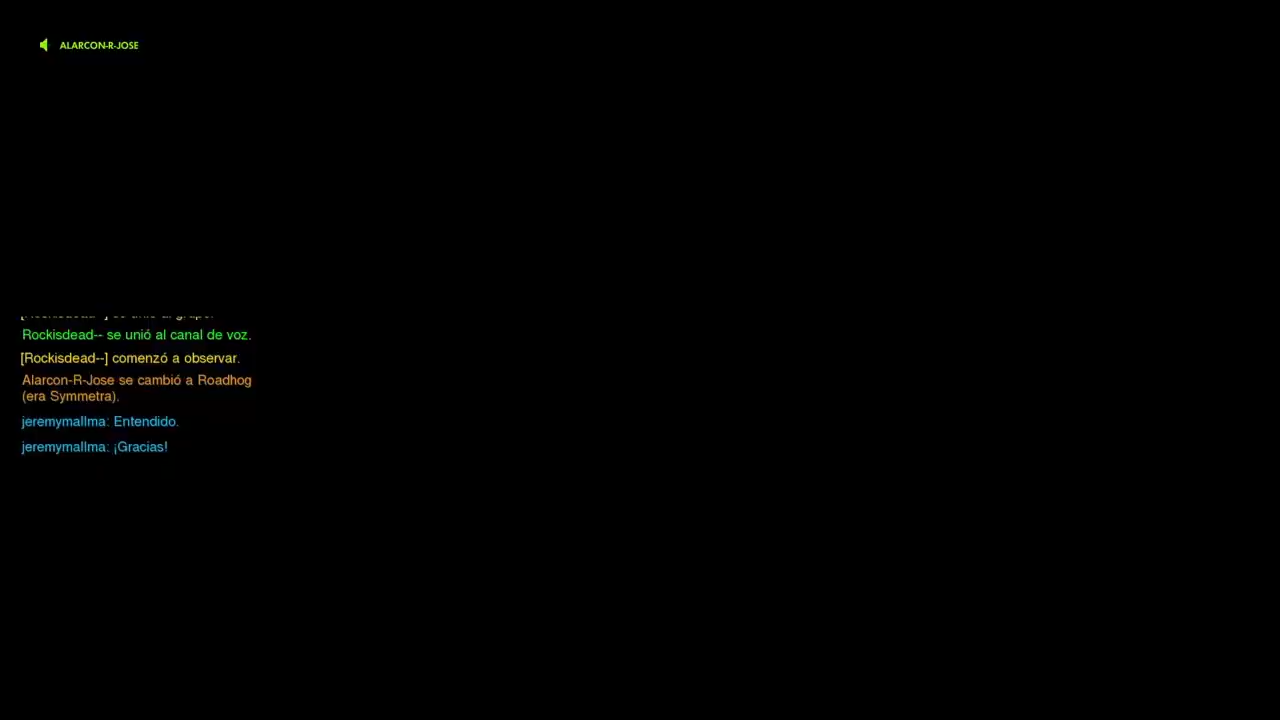 ALARCON-R-JOSE
Rockisdead-- se unió al canal de voz.
[Rockisdead--] comenzó a observar.
Alarcon-R-Jose se cambió a Roadhog
(era Symmetra).
jeremymallma: Entendido.
jeremymallma: ¡Gracias!